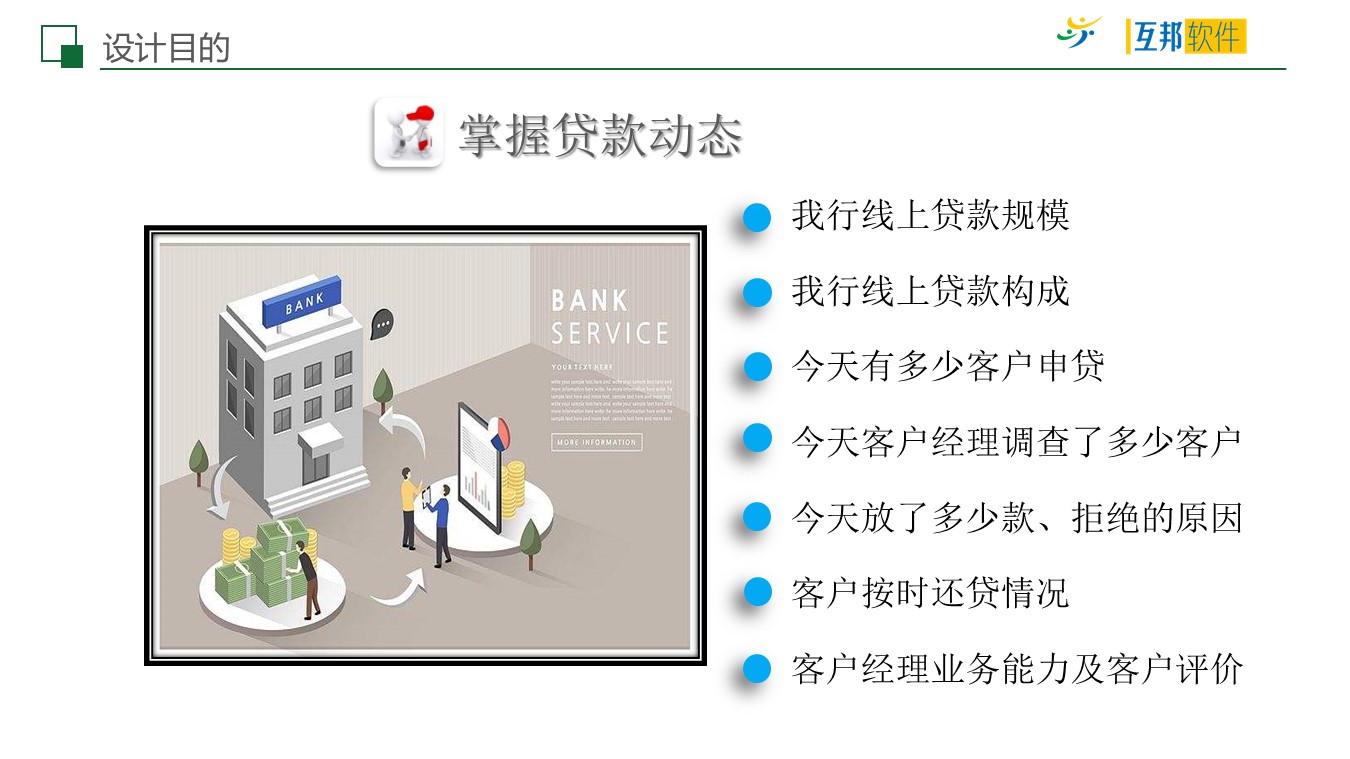 设计目的
互邦软件
掌握贷款动态
我行线上贷款规模
我行线上贷款构成
今天有多少客户申贷
今天客户经理调查了多少客户
今天放了多少款、拒绝的原因
客户按时还贷情况
客户经理业务能力及客户评价
BANK
BANK
SERVICE
YOUR TEXT HERE
MORE INFORMATION